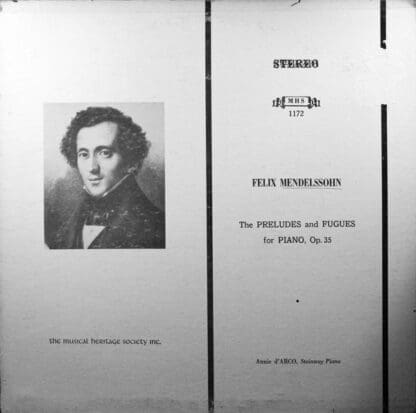 STEREO
MHS
1172
FELIX MENDELSSOHN
The PRELUDES and FUGUES
for PIANO, Op. 35
the musical heritage society inc.
Annie d'ARCO, Steinway Piano